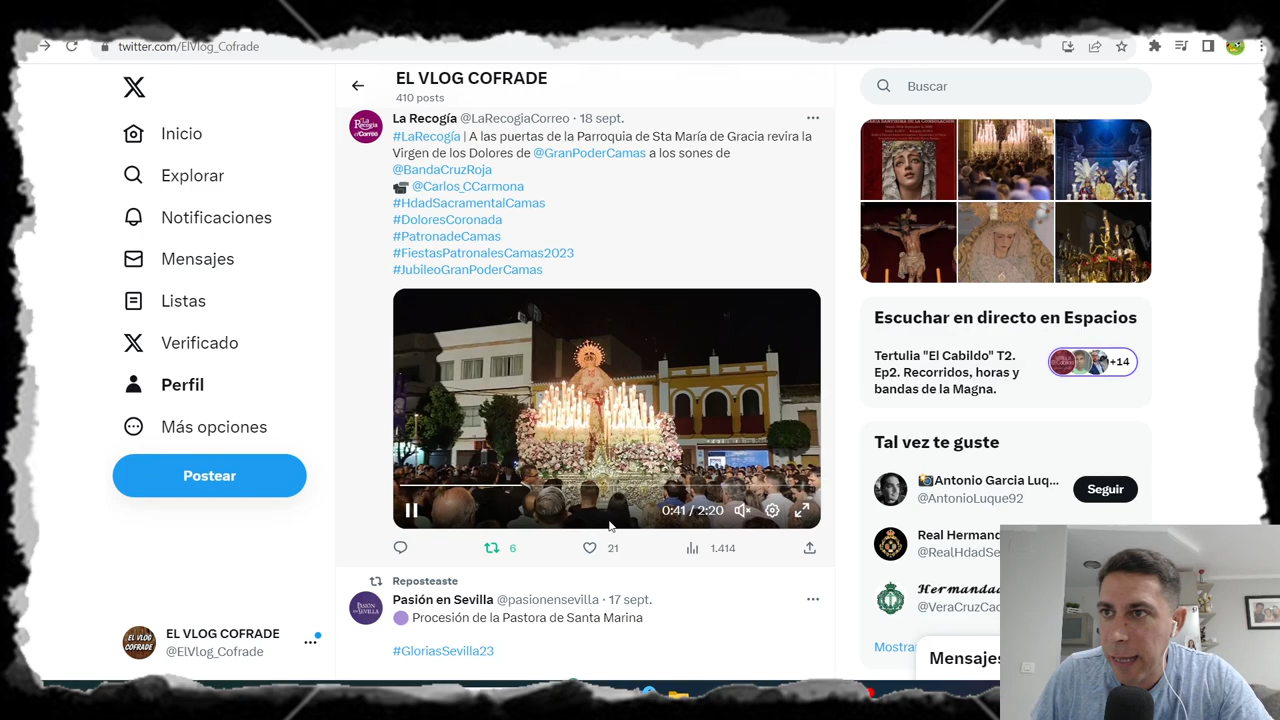 twitter.com/ElVlog_Cofrade
EL VLOG COFRADE
410 posts
Inicio
Explorar
Notificaciones
Mensajes
Listas
Verificado
Perfil
Más opciones
Postear
EL VLOG COFRADE
@ElVlog_Cofrade
La Recogía @LaRecogiaCorreo · 18 sept.
#LaRecogía | A las puertas de la Parroquia de Sta María de Gracia revira la
Virgen de los Dolores de @GranPoderCamas a los sones de
@BandaCruzRoja
@Carlos_CCarmona
#HdadSacramentalCamas
#DoloresCoronada
#PatronadeCamas
#FiestasPatronalesCamas2023
#JubileoGranPoderCamas
0:41 / 2:20
6
21
1.414
Reposteaste
Pasión en Sevilla @pasionensevilla · 17 sept.
Procesión de la Pastora de Santa Marina
#GloriasSevilla23
Buscar
Escuchar en directo en Espacios
Tertulia "El Cabildo" T2.
Ep2. Recorridos, horas y
bandas de la Magna.
+14
Tal vez te guste
Antonio Garcia Luq...
@AntonioLuque92
Seguir
Real Hermand
@RealHdadSe
Hermandad
@VeraCruzCad
Mostra
Mensajes